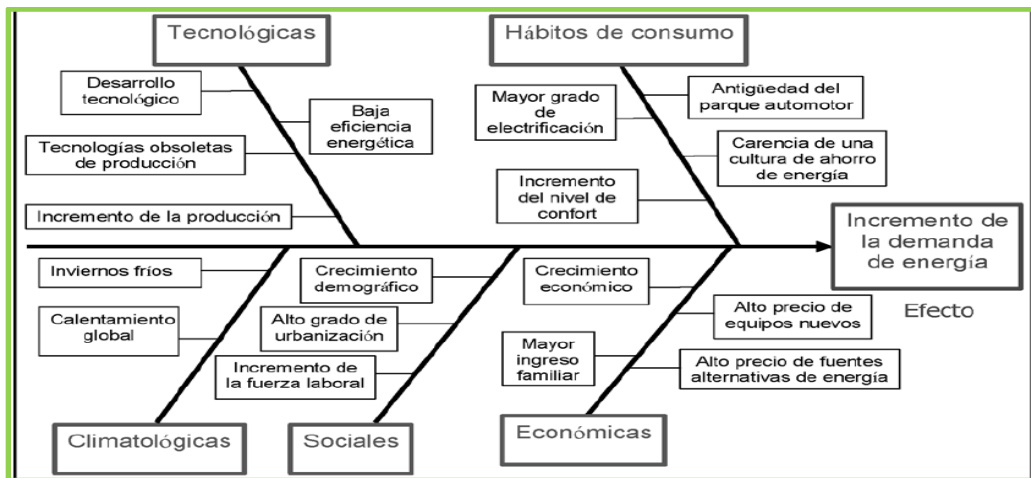 Tecnológicas
Hábitos de consumo
Desarrollo
tecnológico
Baja
eficiencia
energética
Tecnologías obsoletas
de producción
Incremento de la producción
Mayor grado
de
electrificación
Antigüedad del
parque automotor
Carencia de una
cultura de ahorro
de energía
Incremento
del nivel de
confort
Incremento de
la demanda
de energía
Efecto
Inviernos fríos
Calentamiento
global
Crecimiento
demográfico
Alto grado de
urbanización
Incremento de
la fuerza laboral
Crecimiento
económico
Alto precio de
equipos nuevos
Mayor
ingreso
familiar
Alto precio de fuentes
alternativas de energía
Climatológicas
Sociales
Económicas